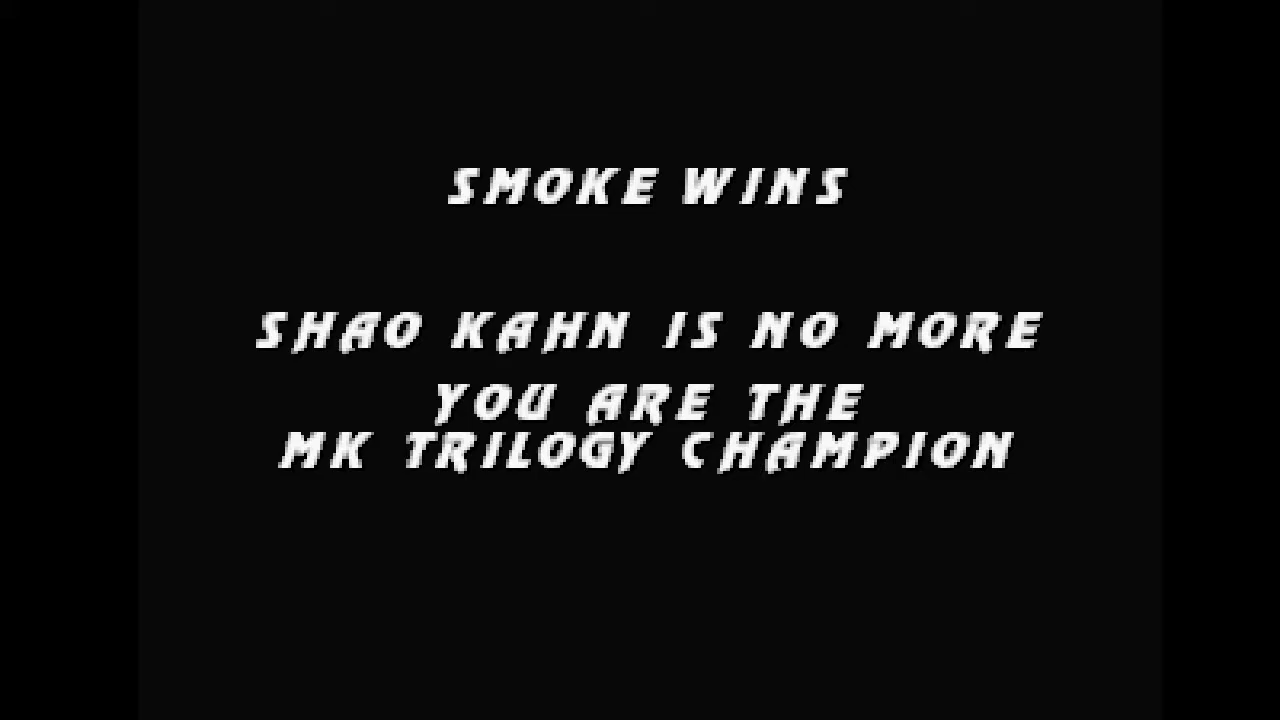 SMOKE WINS
SHAO KAHN IS NO MORE
YOU ARE THE
MK TRILOGY CHAMPION